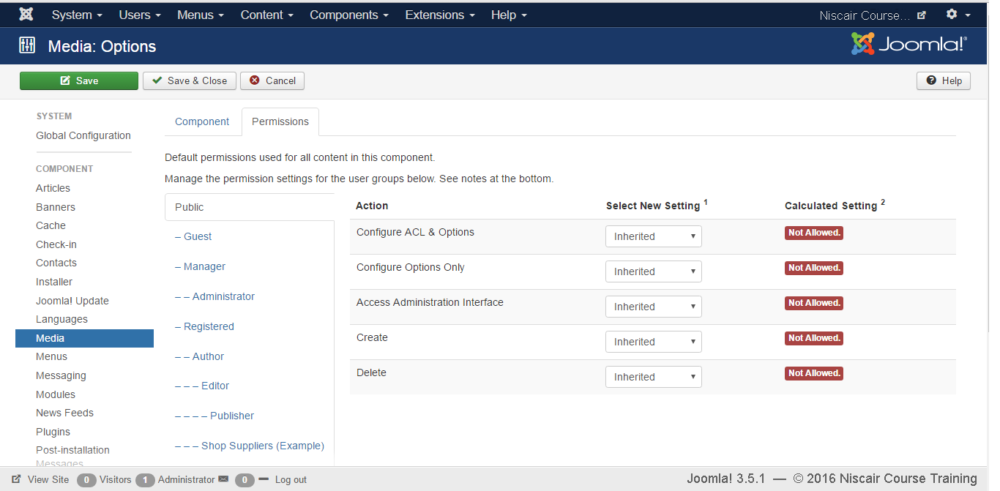 System Users Menus Content Components Extensions Help Niscair Course...
Media: Options Joomla!®
Save Save & Close Cancel Help
SYSTEM
Global Configuration
COMPONENT
Articles
Banners
Cache
Check-in
Contacts
Installer
Joomla! Update
Languages
Media
Menus
Messaging
Modules
News Feeds
Plugins
Post-installation
Messages
Component Permissions
Default permissions used for all content in this component.
Manage the permission settings for the user groups below. See notes at the bottom.
Public
– Guest
– Manager
– – Administrator
– Registered
– – Author
– – – Editor
– – – – Publisher
– – – Shop Suppliers (Example)
Action Select New Setting 1 Calculated Setting 2
Configure ACL & Options Inherited Not Allowed.
Configure Options Only Inherited Not Allowed.
Access Administration Interface Inherited Not Allowed.
Create Inherited Not Allowed.
Delete Inherited Not Allowed.
View Site 0 Visitors 1 Administrator 0 Log out Joomla! 3.5.1 — © 2016 Niscair Course Training